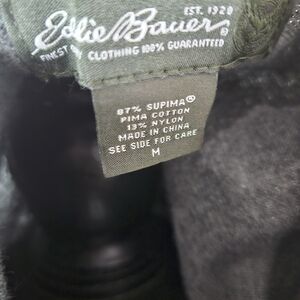 EST. 1920
Eddie Bauer®
FINEST
CLOTHING 100% GUARANTEED
87% SUPIMA®
PIMA COTTON
13% NYLON
MADE IN CHINA
SEE SIDE FOR CARE
M